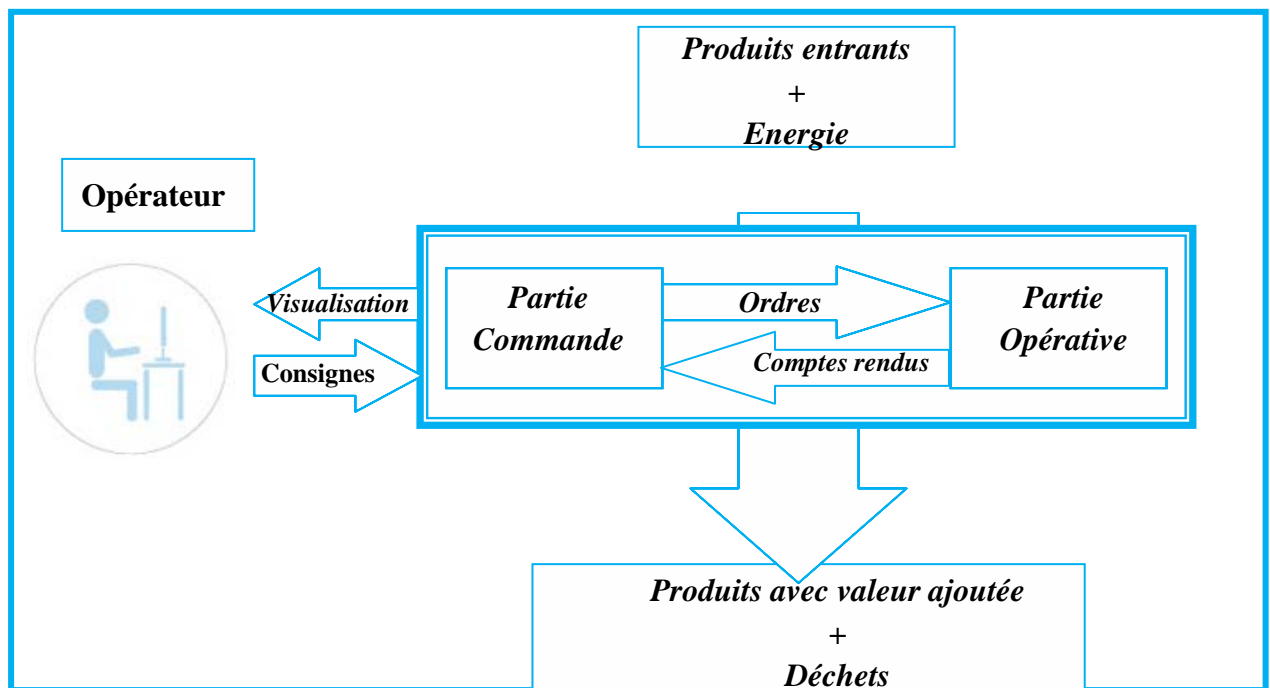 Produits entrants
+
Energie
Opérateur
Visualisation
Consignes
Partie
Commande
Ordres
Comptes rendus
Partie
Opérative
Produits avec valeur ajoutée
+
Déchets